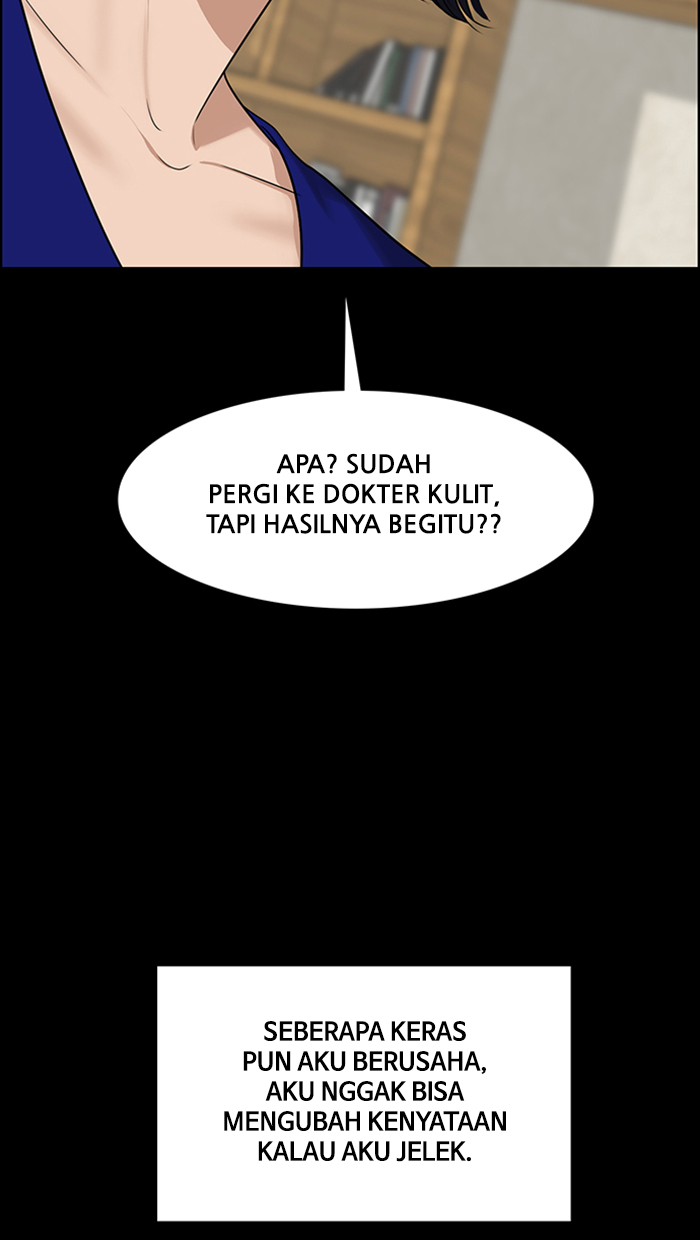 APA? SUDAH
PERGI KE DOKTER KULIT,
TAPI HASILNYA BEGITU??
SEBERAPA KERAS
PUN AKU BERUSAHA,
AKU NGGAK BISA
MENGUBAH KENYATAAN
KALAU AKU JELEK.